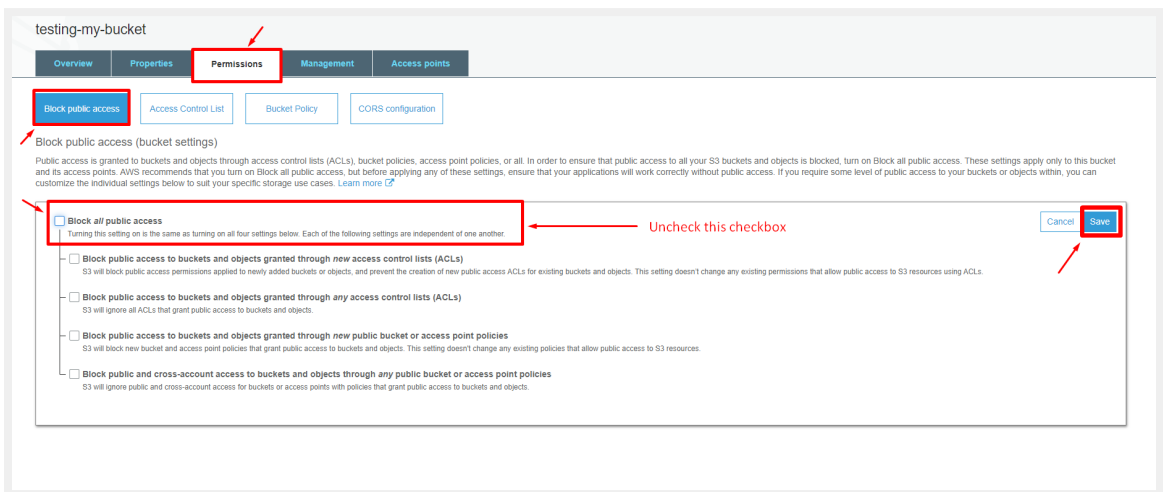 testing-my-bucket
Overview Properties Permissions Management Access points
Block public access Access Control List Bucket Policy CORS configuration
Block public access (bucket settings)
Public access is granted to buckets and objects through access control lists (ACLs), bucket policies, access point policies, or all. In order to ensure that public access to all your S3 buckets and objects is blocked, turn on Block all public access. These settings apply only to this bucket
and its access points. AWS recommends that you turn on Block all public access, but before applying any of these settings, ensure that your applications will work correctly without public access. If you require some level of public access to your buckets or objects within, you can
customize the individual settings below to suit your specific storage use cases. Learn more
Block all public access
Turning this setting on is the same as turning on all four settings below. Each of the following settings are independent of one another.
Uncheck this checkbox
Cancel Save
Block public access to buckets and objects granted through new access control lists (ACLs)
S3 will block public access permissions applied to newly added buckets or objects, and prevent the creation of new public access ACLs for existing buckets and objects. This setting doesn't change any existing permissions that allow public access to S3 resources using ACLs.
Block public access to buckets and objects granted through any access control lists (ACLs)
S3 will ignore all ACLs that grant public access to buckets and objects.
Block public access to buckets and objects granted through new public bucket or access point policies
S3 will block new bucket and access point policies that grant public access to buckets and objects. This setting doesn't change any existing policies that allow public access to S3 resources.
Block public and cross-account access to buckets and objects through any public bucket or access point policies
S3 will ignore public and cross-account access for buckets or access points with policies that grant public access to buckets and objects.